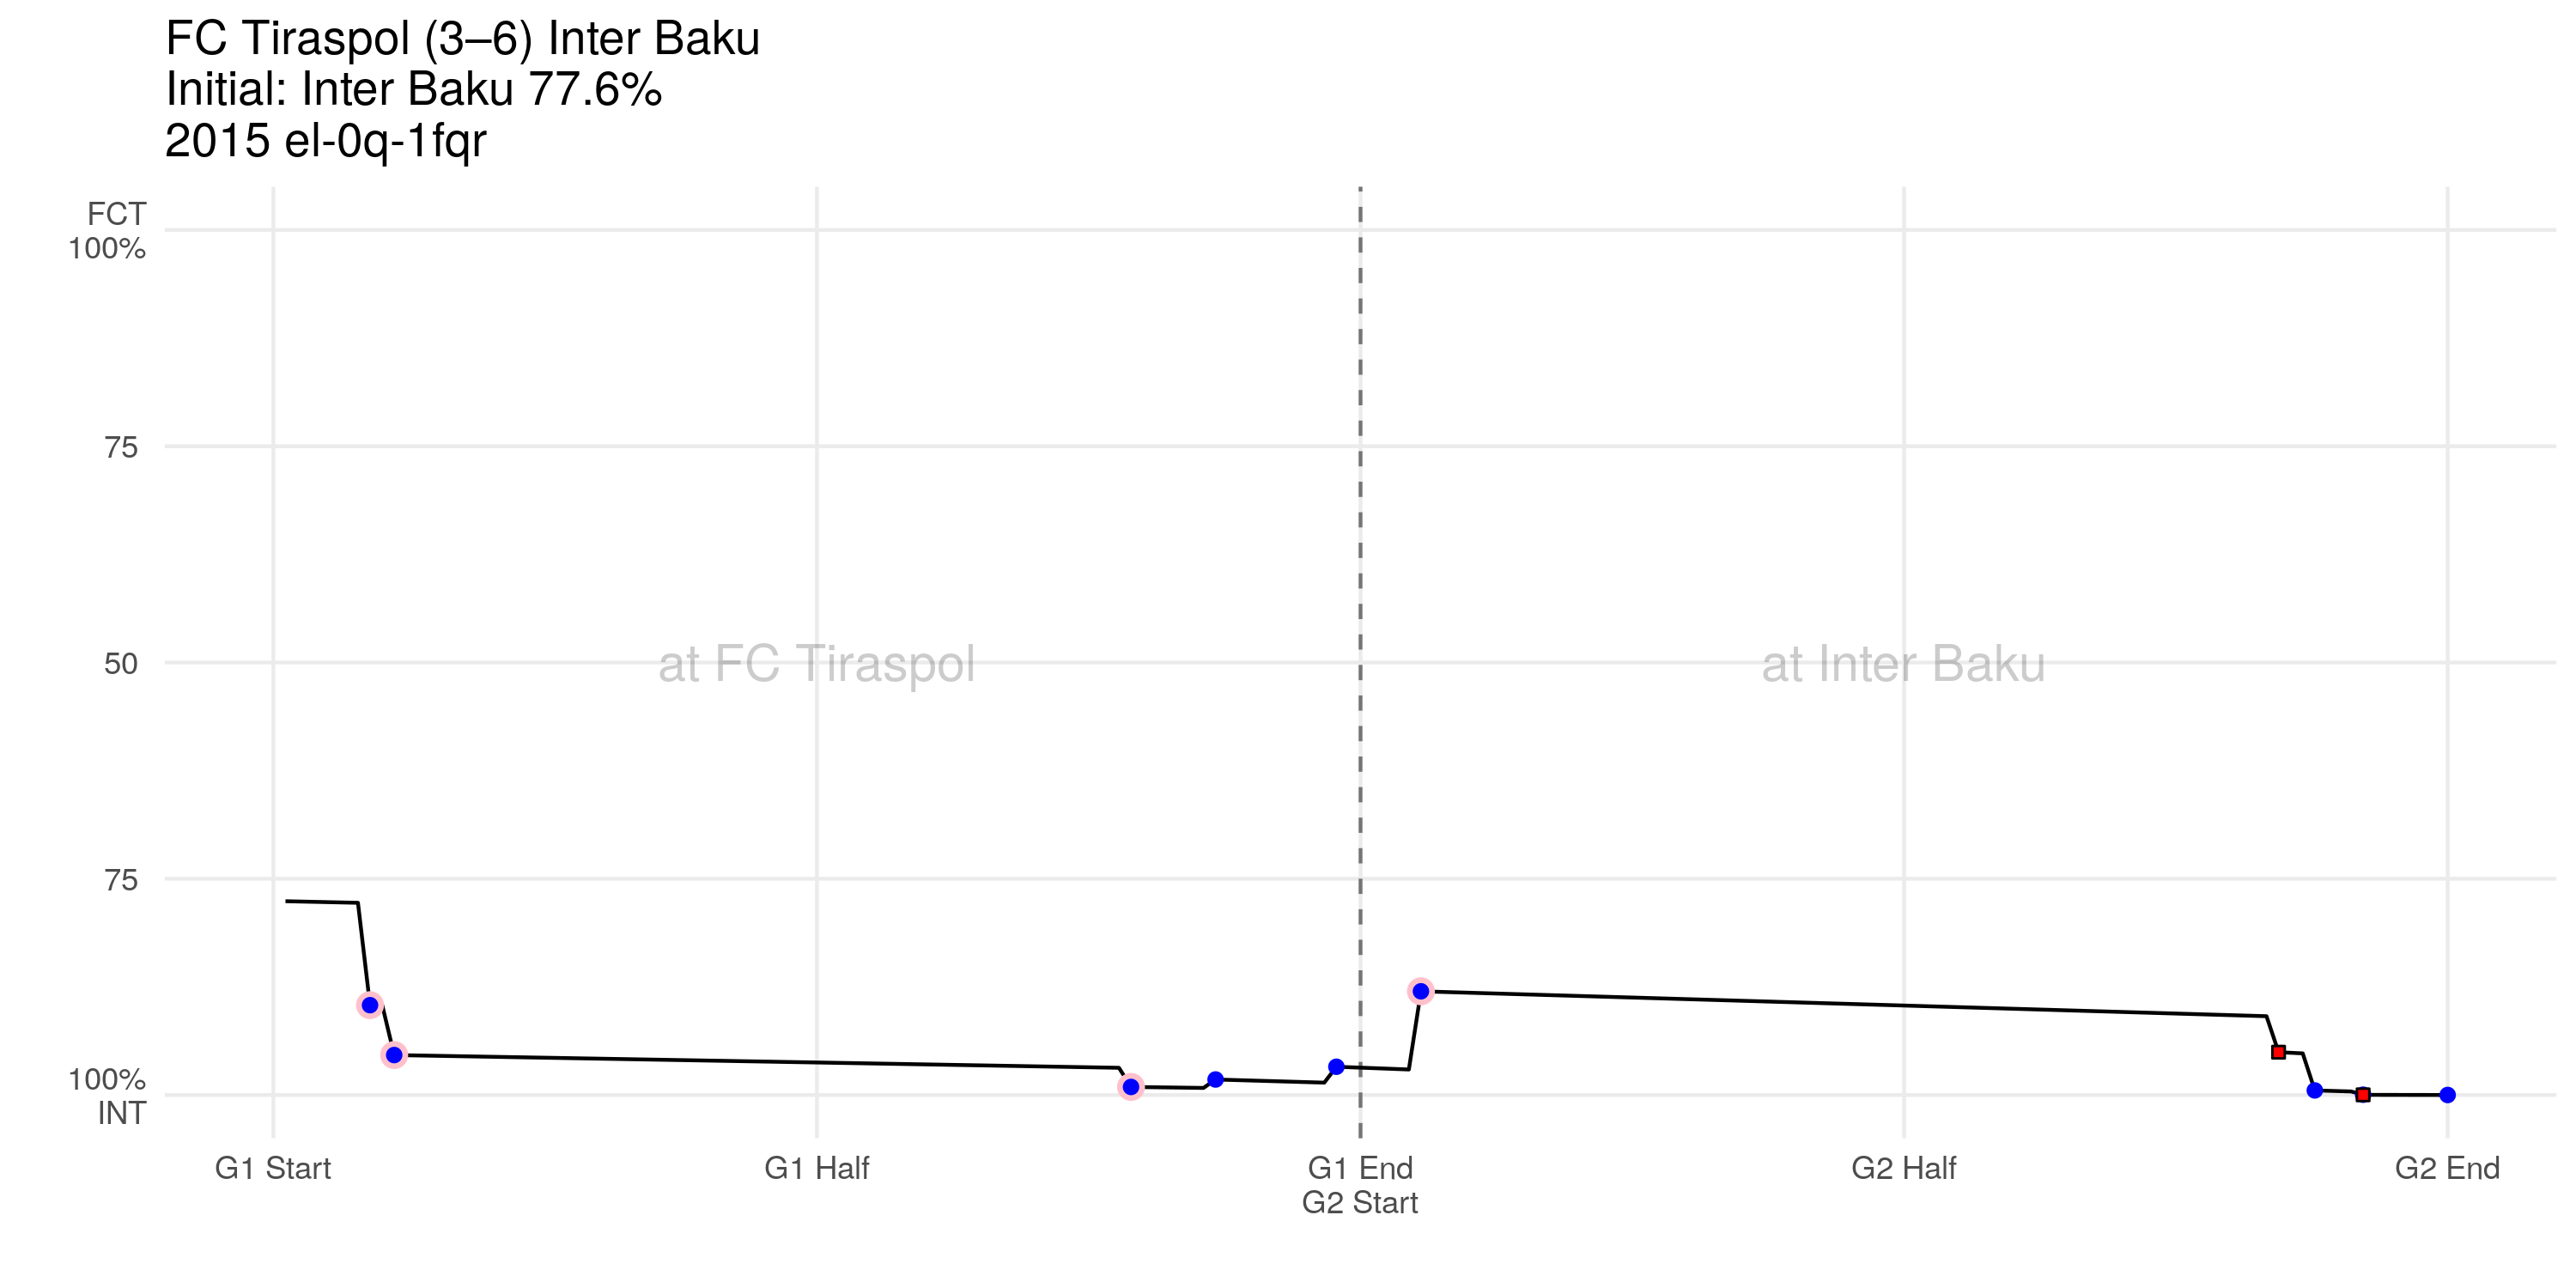 FC Tiraspol (3–6) Inter Baku
Initial: Inter Baku 77.6%
2015 el-0q-1fqr
FCT
100%
75
50
at FC Tiraspol
at Inter Baku
75
100%
INT
G1 Start
G1 Half
G1 End
G2 Start
G2 Half
G2 End